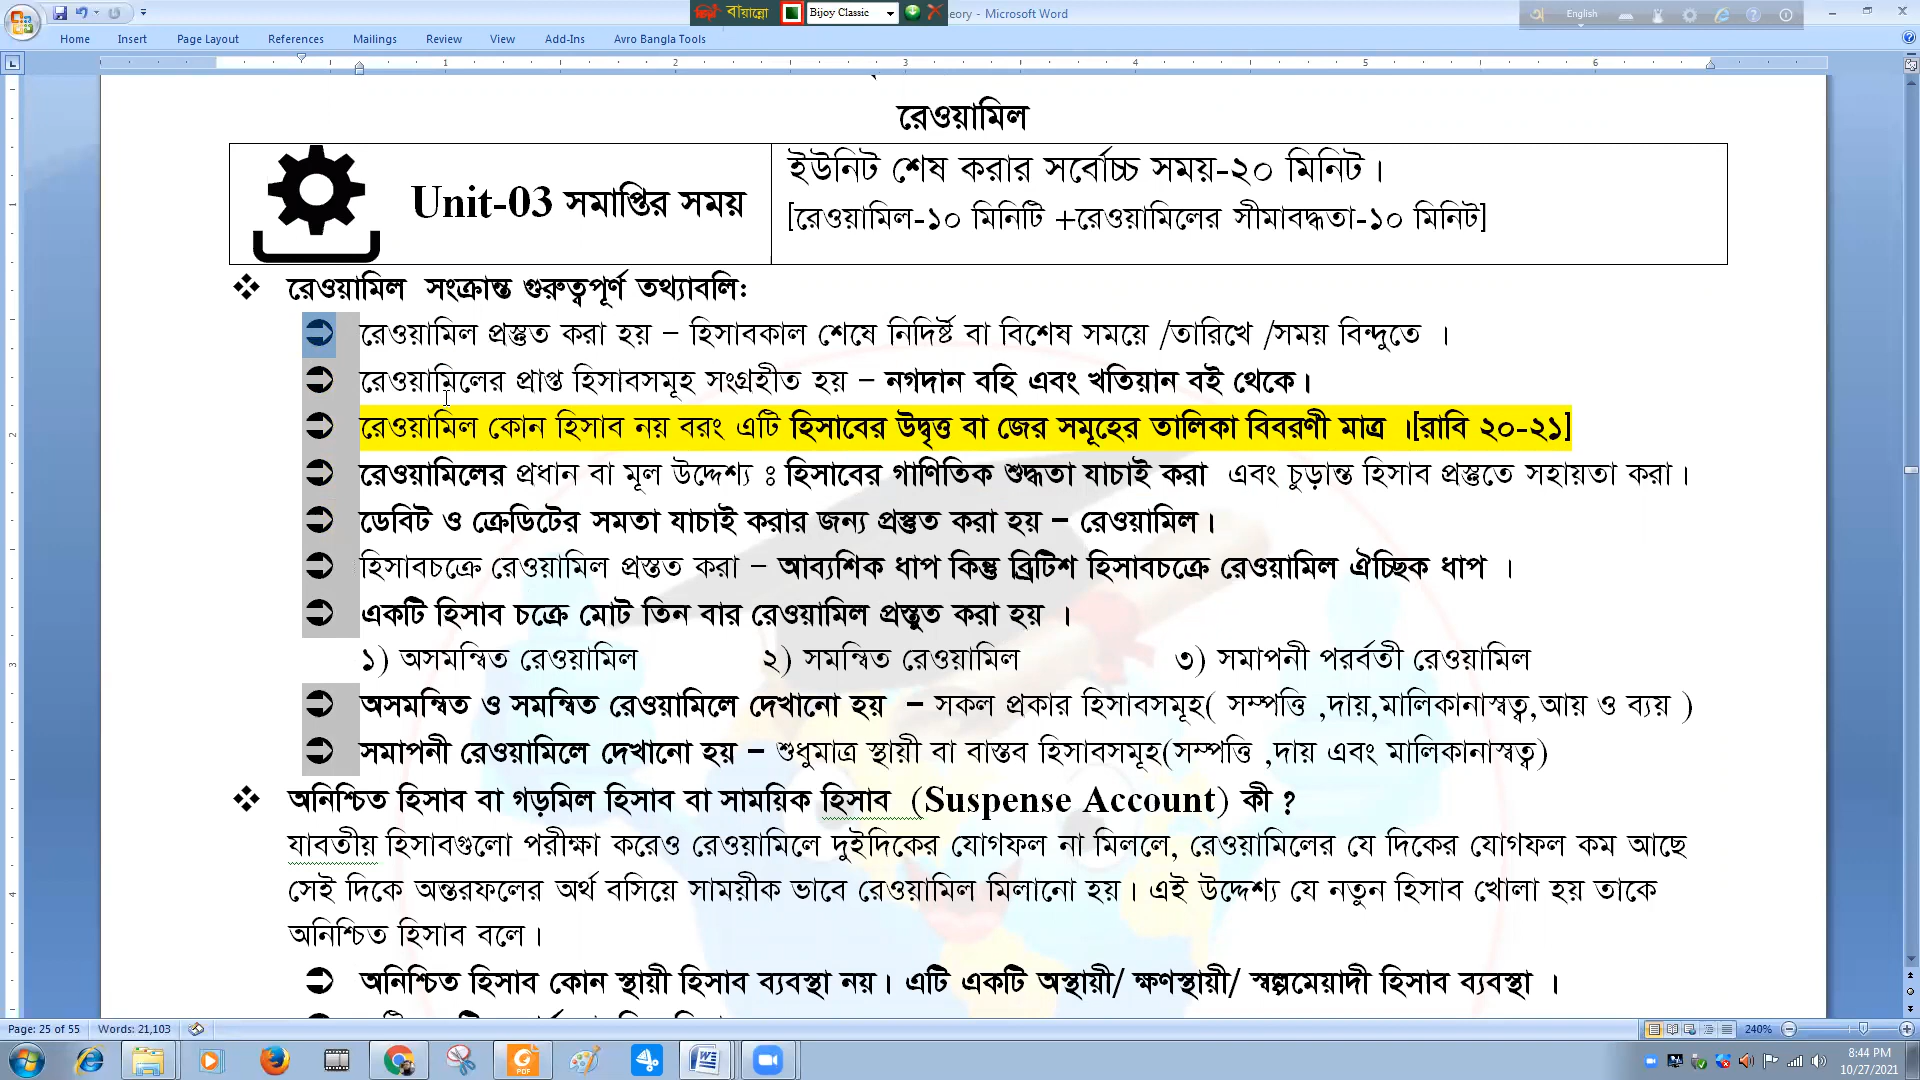 বায়ান্নো Bijoy Classic eory - Microsoft Word English
Home Insert Page Layout References Mailings Review View Add-Ins Avro Bangla Tools
1 2 3 4 5 6
রেওয়ামিল
Unit-03 সমাপ্তির সময়
ইউনিট শেষ করার সর্বোচ্চ সময়-২০ মিনিট।
[রেওয়ামিল-১০ মিনিটি +রেওয়ামিলের সীমাবদ্ধতা-১০ মিনিট]
❖ রেওয়ামিল সংক্রান্ত গুরুত্বপূর্ণ তথ্যাবলি:
➲ রেওয়ামিল প্রস্তুত করা হয় – হিসাবকাল শেষে নিদির্ষ্ট বা বিশেষ সময়ে /তারিখে /সময় বিন্দুতে ।
➲ রেওয়ামিলের প্রাপ্ত হিসাবসমূহ সংগ্রহীত হয় – নগদান বহি এবং খতিয়ান বই থেকে।
➲ রেওয়ামিল কোন হিসাব নয় বরং এটি হিসাবের উদ্বৃত্ত বা জের সমূহের তালিকা বিবরণী মাত্র ।[রাবি ২০-২১]
➲ রেওয়ামিলের প্রধান বা মূল উদ্দেশ্য ঃ হিসাবের গাণিতিক শুদ্ধতা যাচাই করা এবং চুড়ান্ত হিসাব প্রস্তুতে সহায়তা করা।
➲ ডেবিট ও ক্রেডিটের সমতা যাচাই করার জন্য প্রস্তুত করা হয় – রেওয়ামিল।
➲ হিসাবচক্রে রেওয়ামিল প্রস্তত করা – আব্যশিক ধাপ কিন্তু ব্রিটিশ হিসাবচক্রে রেওয়ামিল ঐচ্ছিক ধাপ ।
➲ একটি হিসাব চক্রে মোট তিন বার রেওয়ামিল প্রস্তুত করা হয় ।
১) অসমন্বিত রেওয়ামিল ২) সমন্বিত রেওয়ামিল ৩) সমাপনী পরর্বতী রেওয়ামিল
➲ অসমন্বিত ও সমন্বিত রেওয়ামিলে দেখানো হয় – সকল প্রকার হিসাবসমূহ( সম্পত্তি ,দায়,মালিকানাস্বত্ব,আয় ও ব্যয় )
➲ সমাপনী রেওয়ামিলে দেখানো হয় – শুধুমাত্র স্থায়ী বা বাস্তব হিসাবসমূহ(সম্পত্তি ,দায় এবং মালিকানাস্বত্ব)
❖ অনিশ্চিত হিসাব বা গড়মিল হিসাব বা সাময়িক হিসাব (Suspense Account) কী ?
যাবতীয় হিসাবগুলো পরীক্ষা করেও রেওয়ামিলে দুইদিকের যোগফল না মিললে, রেওয়ামিলের যে দিকের যোগফল কম আছে
সেই দিকে অন্তরফলের অর্থ বসিয়ে সাময়ীক ভাবে রেওয়ামিল মিলানো হয়। এই উদ্দেশ্য যে নতুন হিসাব খোলা হয় তাকে
অনিশ্চিত হিসাব বলে।
➲ অনিশ্চিত হিসাব কোন স্থায়ী হিসাব ব্যবস্থা নয়। এটি একটি অস্থায়ী/ ক্ষণস্থায়ী/ স্বল্পমেয়াদী হিসাব ব্যবস্থা ।
Page: 25 of 55 Words: 21,103 240%
8:44 PM
10/27/2021